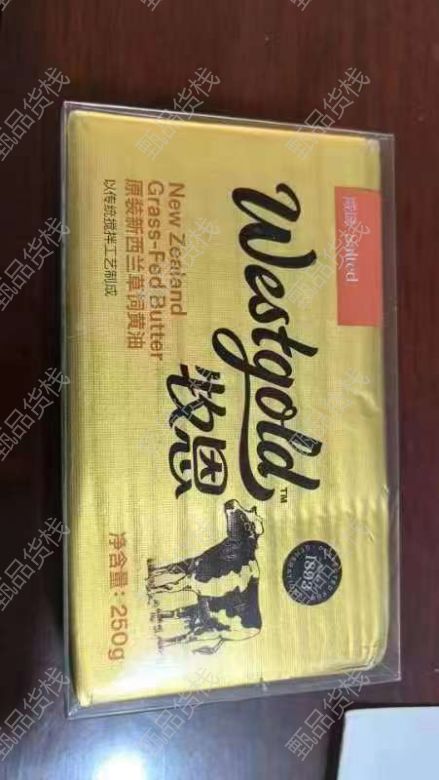 咸味 Salted
Westgold™
牧恩
New Zealand
Grass-Fed Butter
原装新西兰草饲黄油
以传统搅拌工艺制成
1893
净含量：250g
甄品货栈